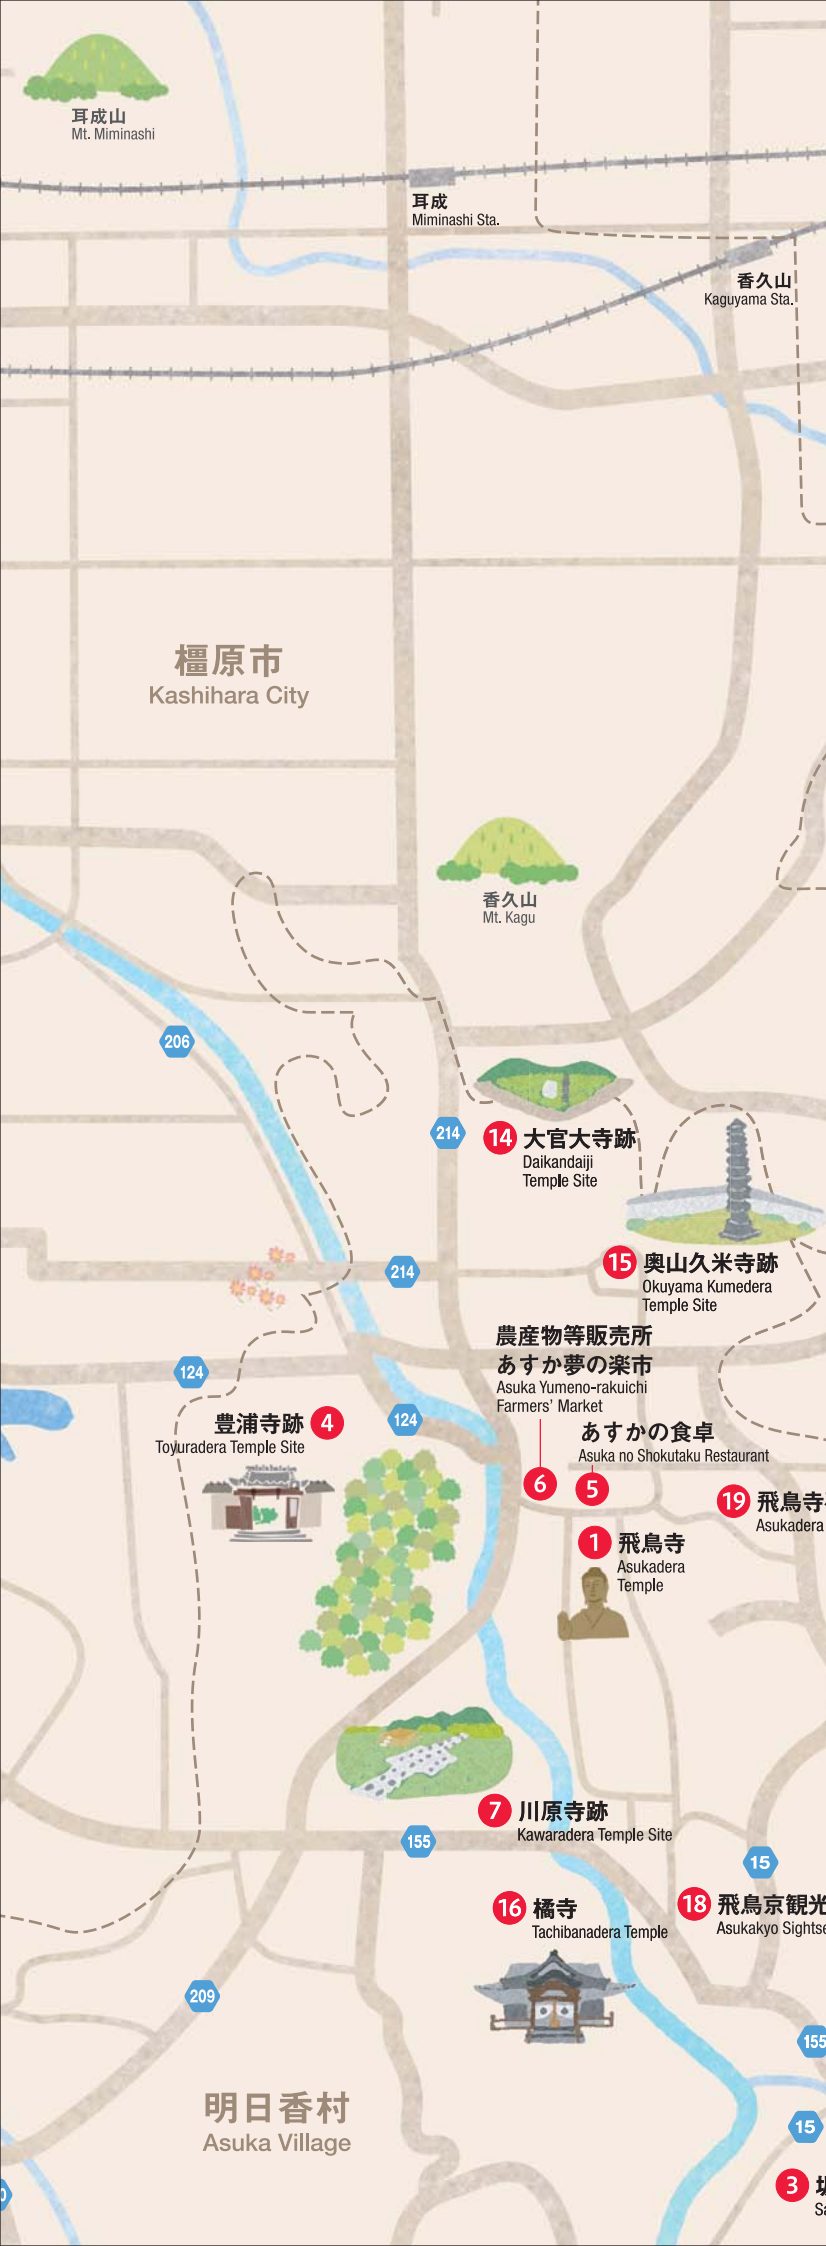 耳成山
Mt. Miminashi
耳成
Miminashi Sta.
香久山
Kaguyama Sta.
橿原市
Kashihara City
香久山
Mt. Kagu
206
214
14 大官大寺跡
Daikandaiji
Temple Site
15 奥山久米寺跡
Okuyama Kumedera
Temple Site
214
農産物等販売所
あすか夢の楽市
Asuka Yumeno-rakuichi
Farmers' Market
124
豊浦寺跡 4
Toyuradera Temple Site
124
あすかの食卓
Asuka no Shokutaku Restaurant
6
5
19 飛鳥寺
Asukadera
1 飛鳥寺
Asukadera
Temple
7 川原寺跡
Kawaradera Temple Site
155
15
16 橘寺
Tachibanadera Temple
18 飛鳥京観光
Asukakyo Sightse
209
155
明日香村
Asuka Village
15
3
Sa
0